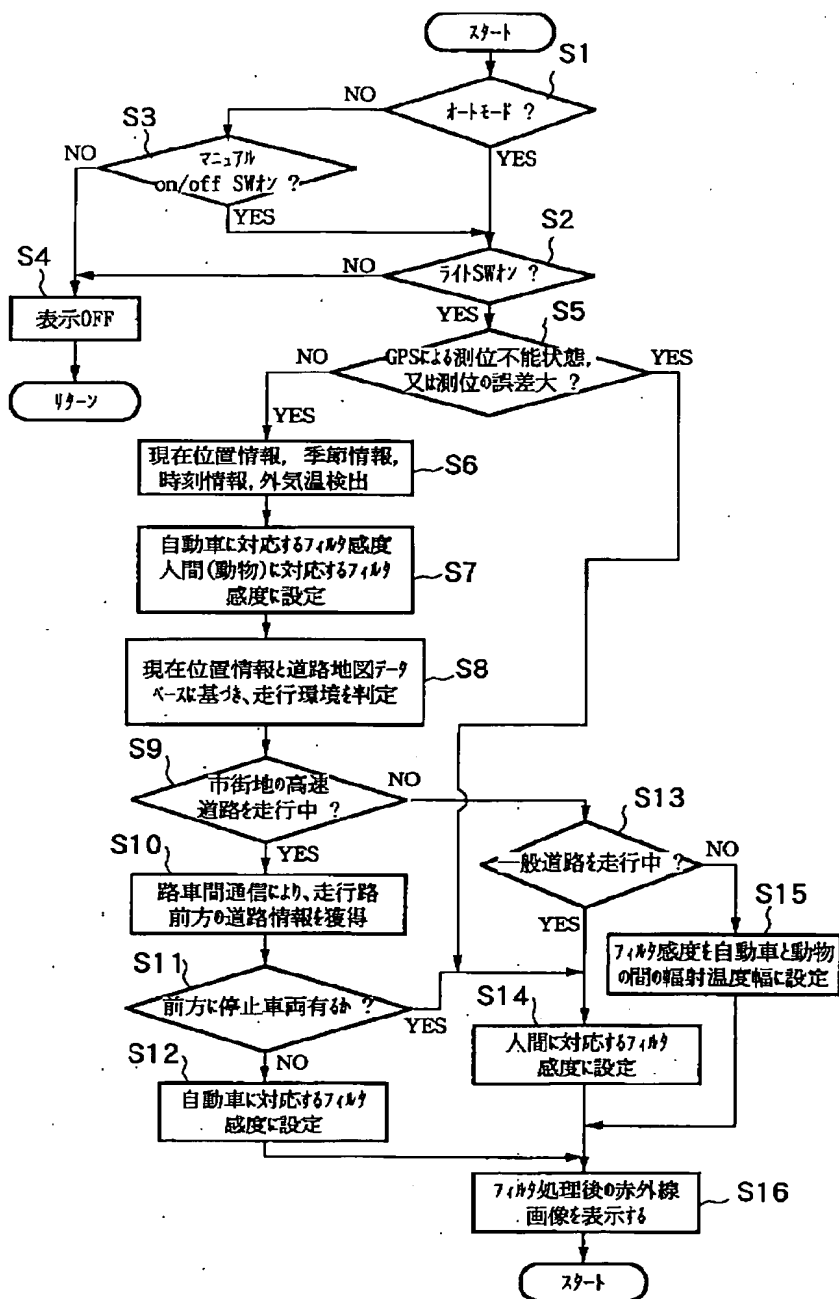 スタート
S1
オートモード ?
NO
YES
S3
マニュアル
on/off SWオン ?
NO
YES
S2
ライトSWオン ?
NO
YES
S4
表示OFF
リターン
S5
GPSによる測位不能状態,
又は測位の誤差大 ?
NO
YES
YES
現在位置情報, 季節情報,
時刻情報, 外気温検出
S6
自動車に対応するフィルタ感度
人間(動物)に対応するフィルタ
感度に設定
S7
現在位置情報と道路地図データ
ベースに基づき、走行環境を判定
S8
S9
市街地の高速
道路を走行中 ?
NO
YES
S13
一般道路を走行中 ?
NO
YES
S10
路車間通信により、走行路
前方の道路情報を獲得
S15
フィルタ感度を自動車と動物
の間の輻射温度幅に設定
S11
前方に停止車両有るか ?
YES
NO
S14
人間に対応するフィルタ
感度に設定
S12
自動車に対応するフィルタ
感度に設定
フィルタ処理後の赤外線
画像を表示する
S16
スタート